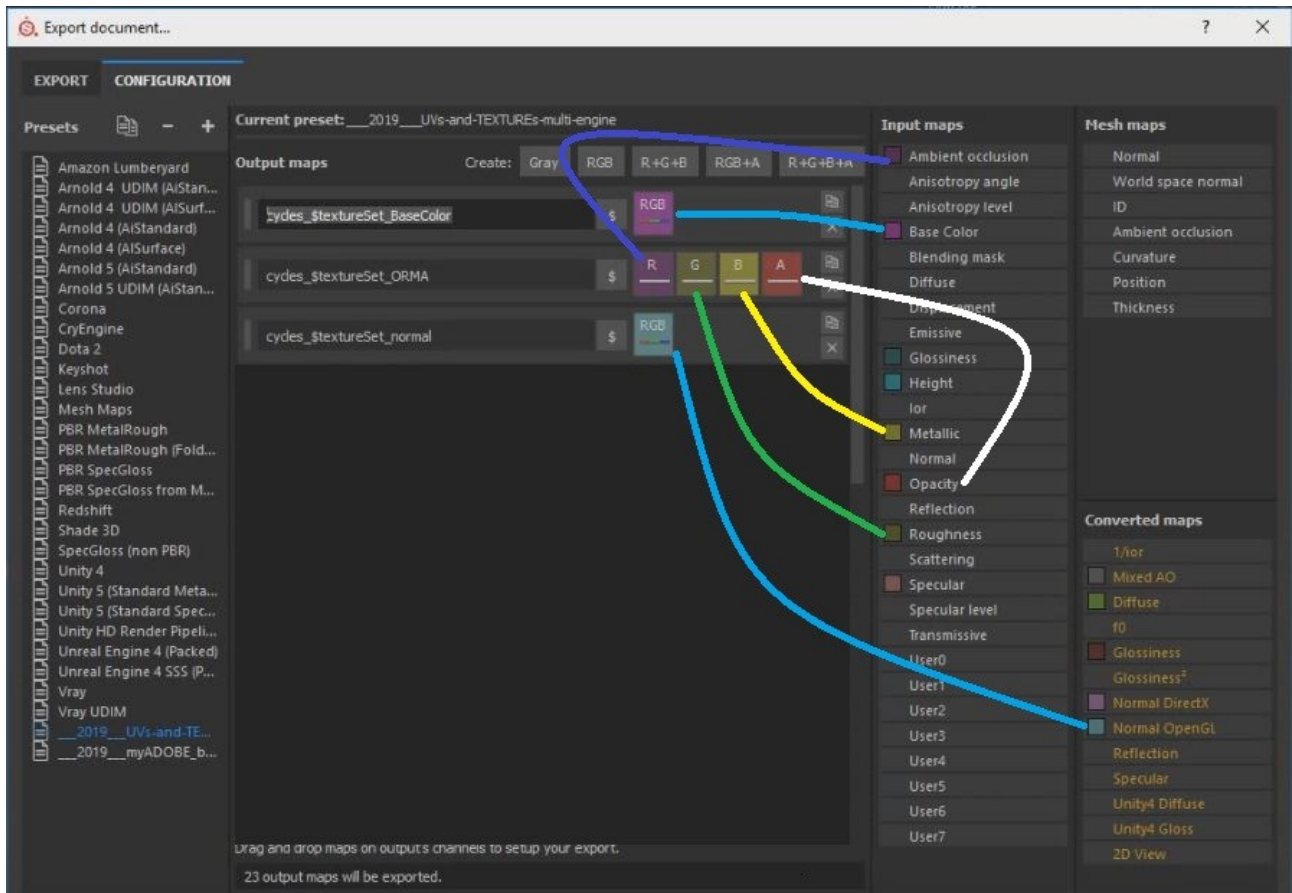 Export document...
? ×
EXPORT CONFIGURATION
Presets − +
Amazon Lumberyard
Arnold 4 UDIM (AiStan...
Arnold 4 UDIM (AlSurf...
Arnold 4 (AiStandard)
Arnold 4 (AlSurface)
Arnold 5 (AiStandard)
Arnold 5 UDIM (AiStan...
Corona
CryEngine
Dota 2
Keyshot
Lens Studio
Mesh Maps
PBR MetalRough
PBR MetalRough (Fold...
PBR SpecGloss
PBR SpecGloss from M...
Redshift
Shade 3D
SpecGloss (non PBR)
Unity 4
Unity 5 (Standard Meta...
Unity 5 (Standard Spec...
Unity HD Render Pipeli...
Unreal Engine 4 (Packed)
Unreal Engine 4 SSS (P...
Vray
Vray UDIM
___2019___UVs-and-TE...
___2019___myADOBE_b...
Current preset:___2019___UVs-and-TEXTUREs-multi-engine
Output maps Create: Gray RGB R+G+B RGB+A R+G+B+A
cycles_$textureSet_BaseColor $ RGB
cycles_$textureSet_ORMA $ R G B A
cycles_$textureSet_normal $ RGB
Drag and drop maps on output's channels to setup your export.
23 output maps will be exported.
Input maps
Ambient occlusion
Anisotropy angle
Anisotropy level
Base Color
Blending mask
Diffuse
Displacement
Emissive
Glossiness
Height
Ior
Metallic
Normal
Opacity
Reflection
Roughness
Scattering
Specular
Specular level
Transmissive
User0
User1
User2
User3
User4
User5
User6
User7
Mesh maps
Normal
World space normal
ID
Ambient occlusion
Curvature
Position
Thickness
Converted maps
1/ior
Mixed AO
Diffuse
f0
Glossiness
Glossiness²
Normal DirectX
Normal OpenGL
Reflection
Specular
Unity4 Diffuse
Unity4 Gloss
2D View